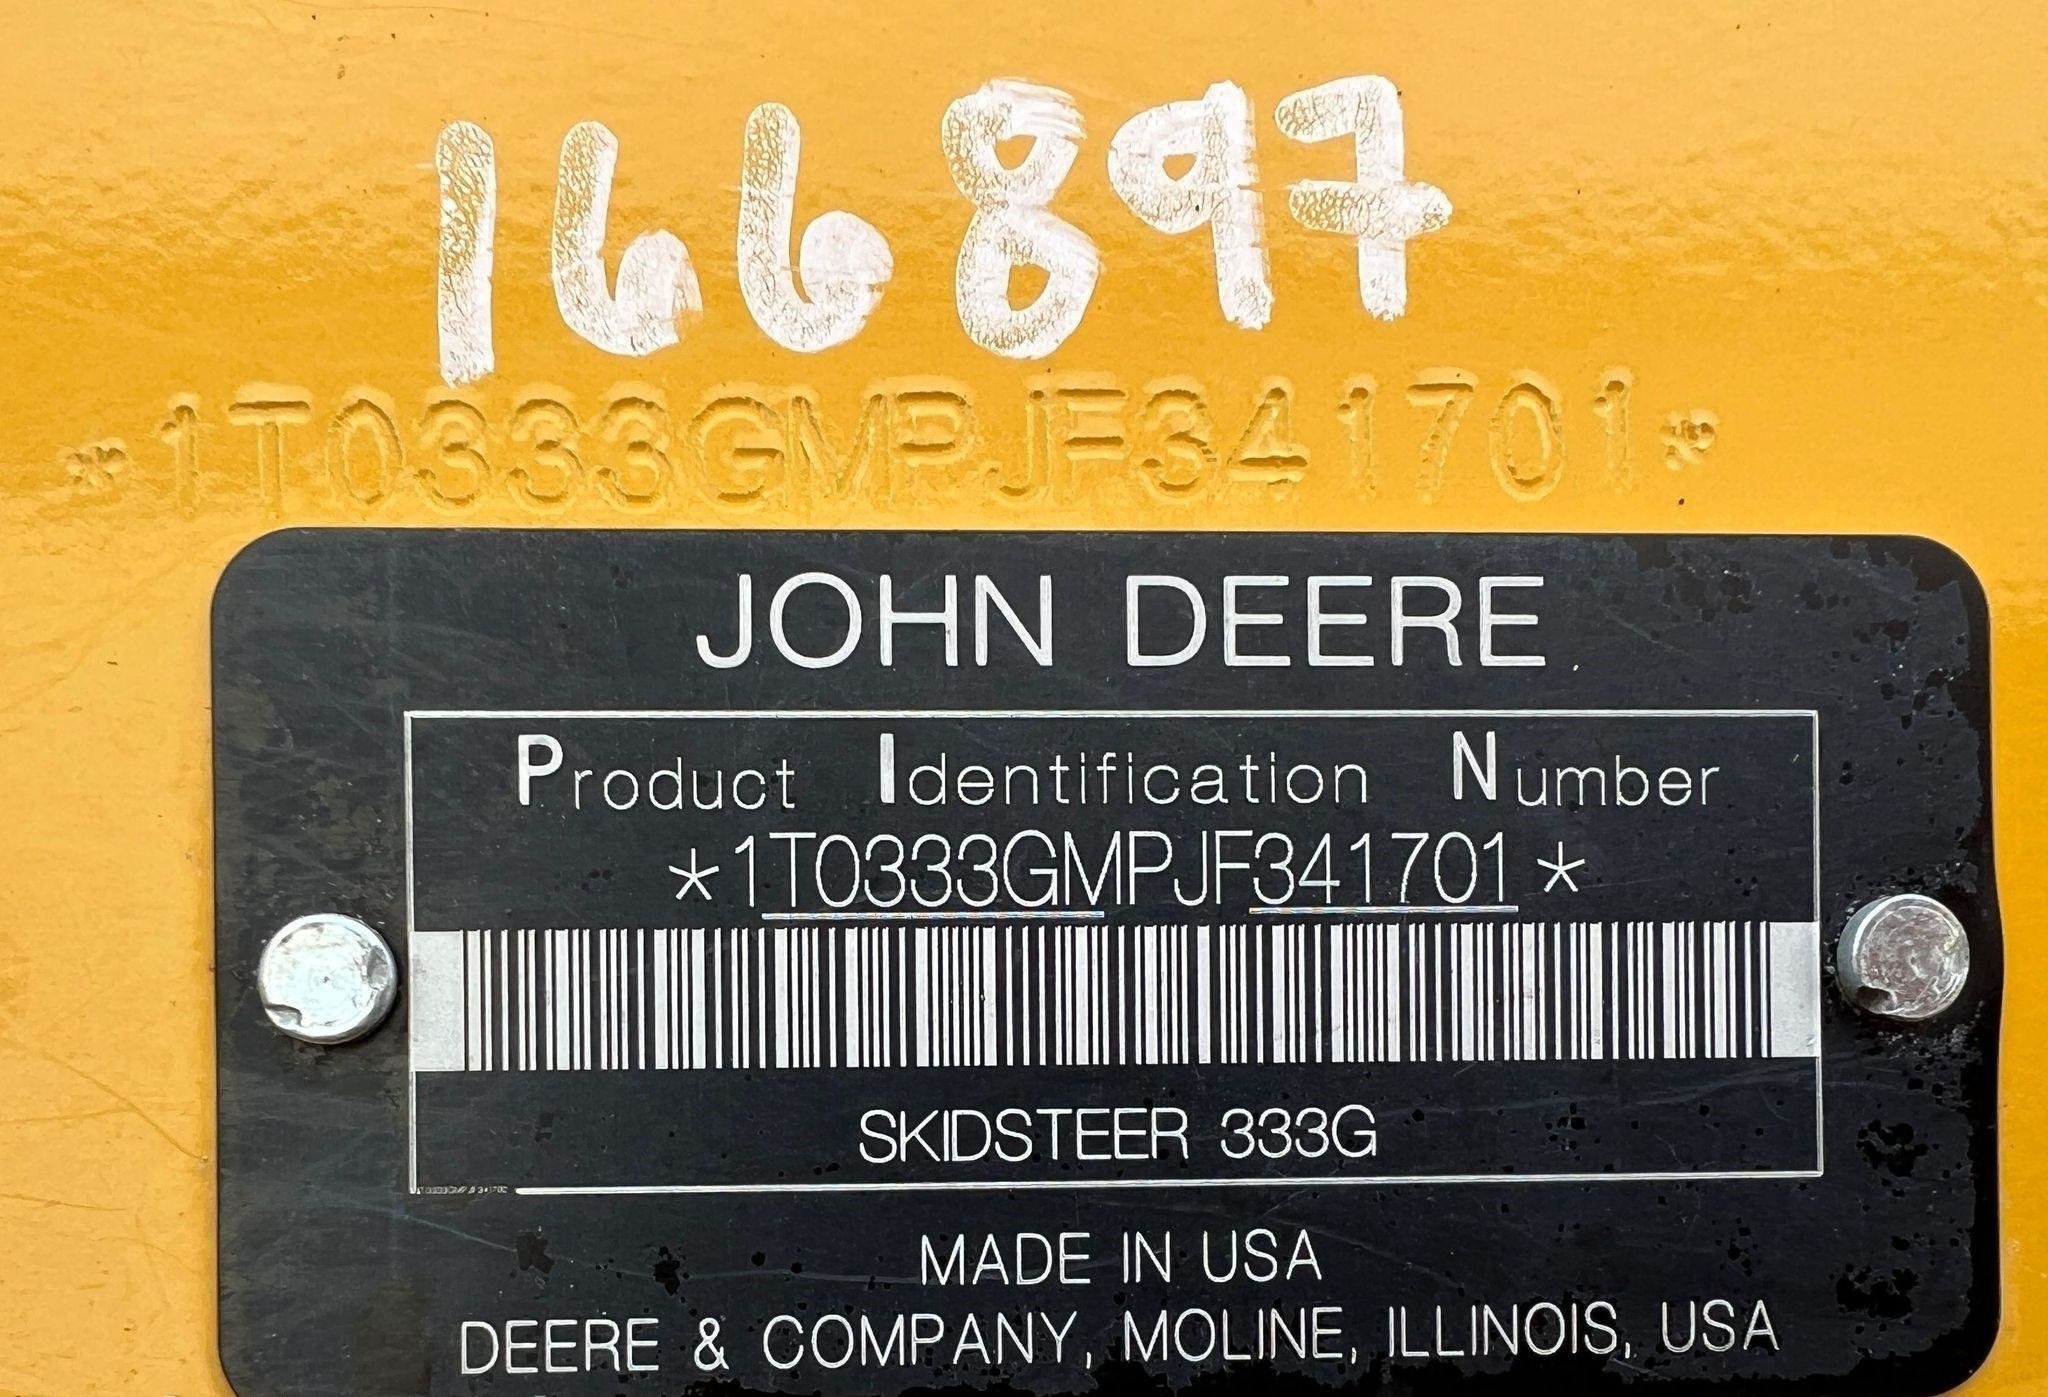 166897
*1T0333GMPJF341701*
JOHN DEERE
Product Identification Number
*1T0333GMPJF341701*
SKIDSTEER 333G
MADE IN USA
DEERE & COMPANY, MOLINE, ILLINOIS, USA